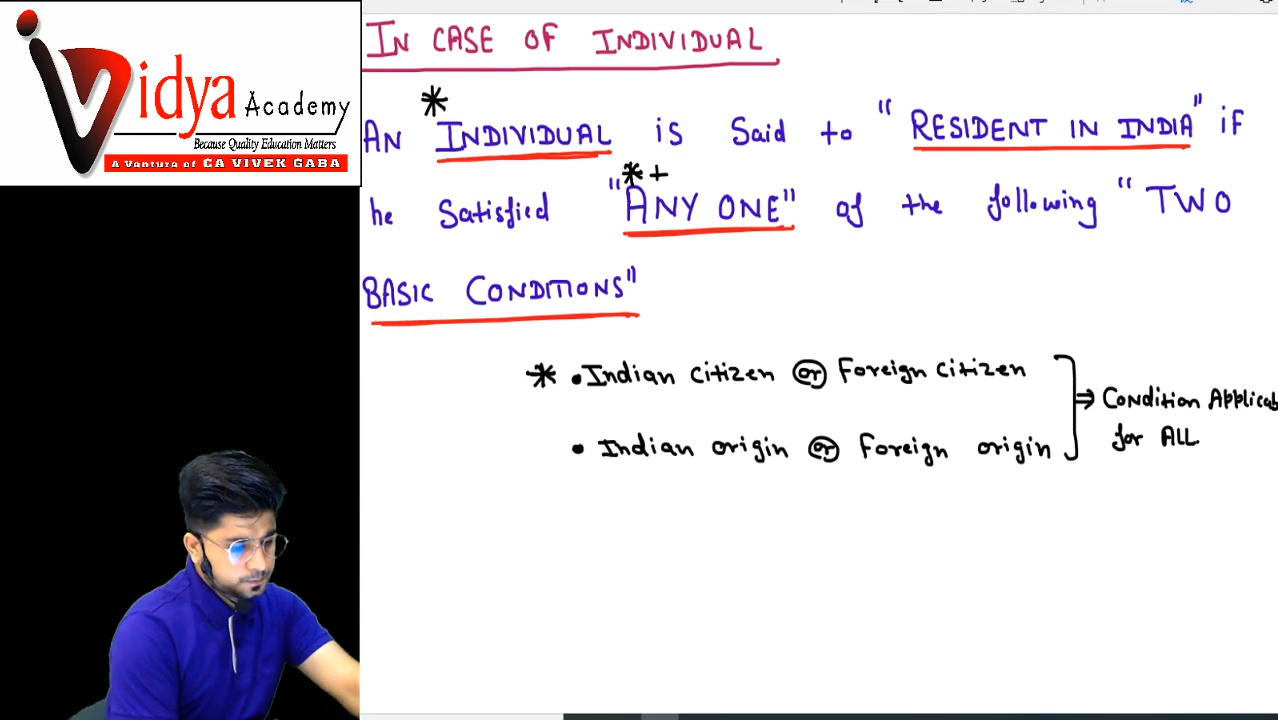 Vidya Academy
Because Quality Education Matters
A Ventura of CA VIVEK GABA
IN CASE OF INDIVIDUAL
AN INDIVIDUAL is Said to "RESIDENT IN INDIA" if
he Satisfied "ANY ONE" of the following "TWO
BASIC CONDITIONS"
* • Indian citizen or Foreign citizen
• Indian origin or Foreign origin
⇒ Condition Applicab
for ALL.